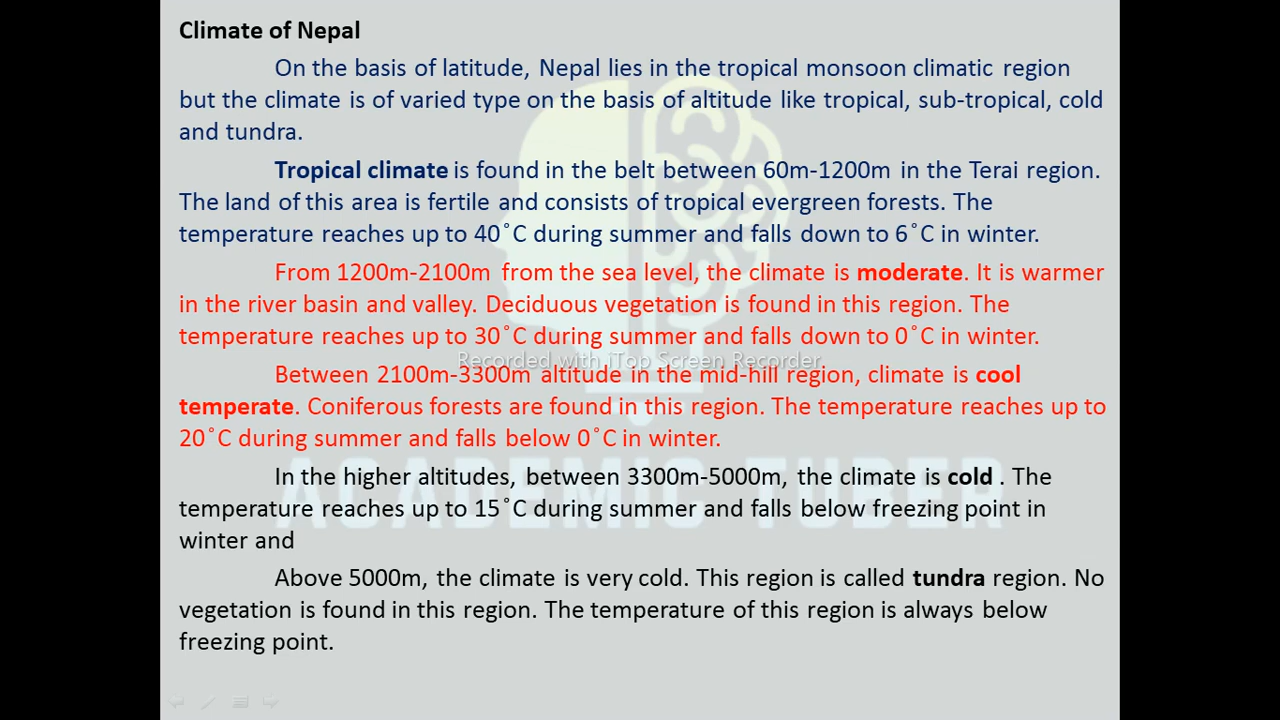 Climate of Nepal
On the basis of latitude, Nepal lies in the tropical monsoon climatic region
but the climate is of varied type on the basis of altitude like tropical, sub-tropical, cold
and tundra.
Tropical climate is found in the belt between 60m-1200m in the Terai region.
The land of this area is fertile and consists of tropical evergreen forests. The
temperature reaches up to 40˚C during summer and falls down to 6˚C in winter.
From 1200m-2100m from the sea level, the climate is moderate. It is warmer
in the river basin and valley. Deciduous vegetation is found in this region. The
temperature reaches up to 30˚C during summer and falls down to 0˚C in winter.
Recorded with iTop Screen Recorder
Between 2100m-3300m altitude in the mid-hill region, climate is cool
temperate. Coniferous forests are found in this region. The temperature reaches up to
20˚C during summer and falls below 0˚C in winter.
In the higher altitudes, between 3300m-5000m, the climate is cold . The
ACADEMIC TUBER
temperature reaches up to 15˚C during summer and falls below freezing point in
winter and
Above 5000m, the climate is very cold. This region is called tundra region. No
vegetation is found in this region. The temperature of this region is always below
freezing point.